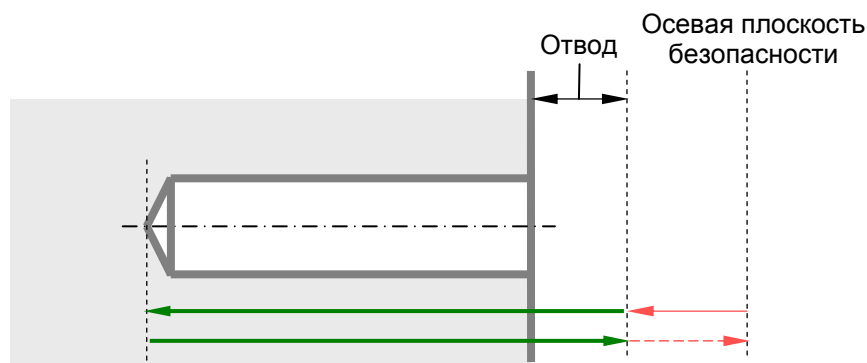 Осевая плоскость
безопасности
Отвод